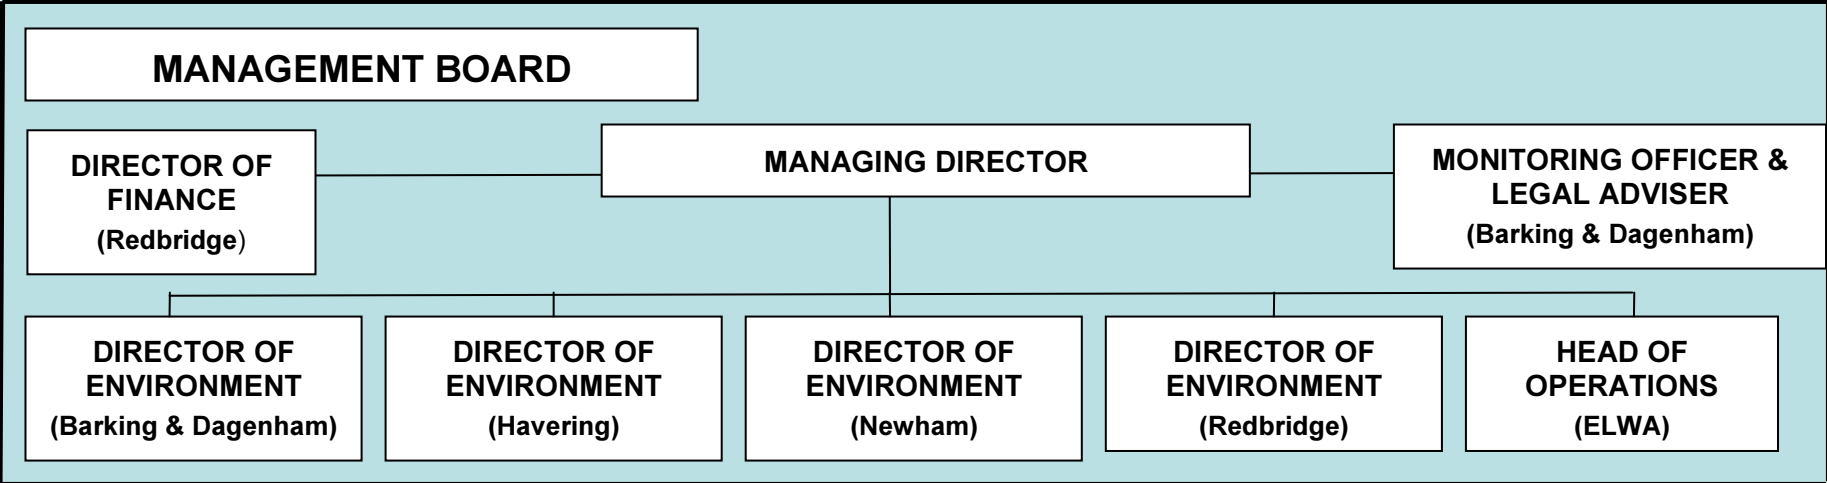 MANAGEMENT BOARD
DIRECTOR OF
FINANCE
(Redbridge)
MANAGING DIRECTOR
MONITORING OFFICER &
LEGAL ADVISER
(Barking & Dagenham)
DIRECTOR OF
ENVIRONMENT
(Barking & Dagenham)
DIRECTOR OF
ENVIRONMENT
(Havering)
DIRECTOR OF
ENVIRONMENT
(Newham)
DIRECTOR OF
ENVIRONMENT
(Redbridge)
HEAD OF
OPERATIONS
(ELWA)